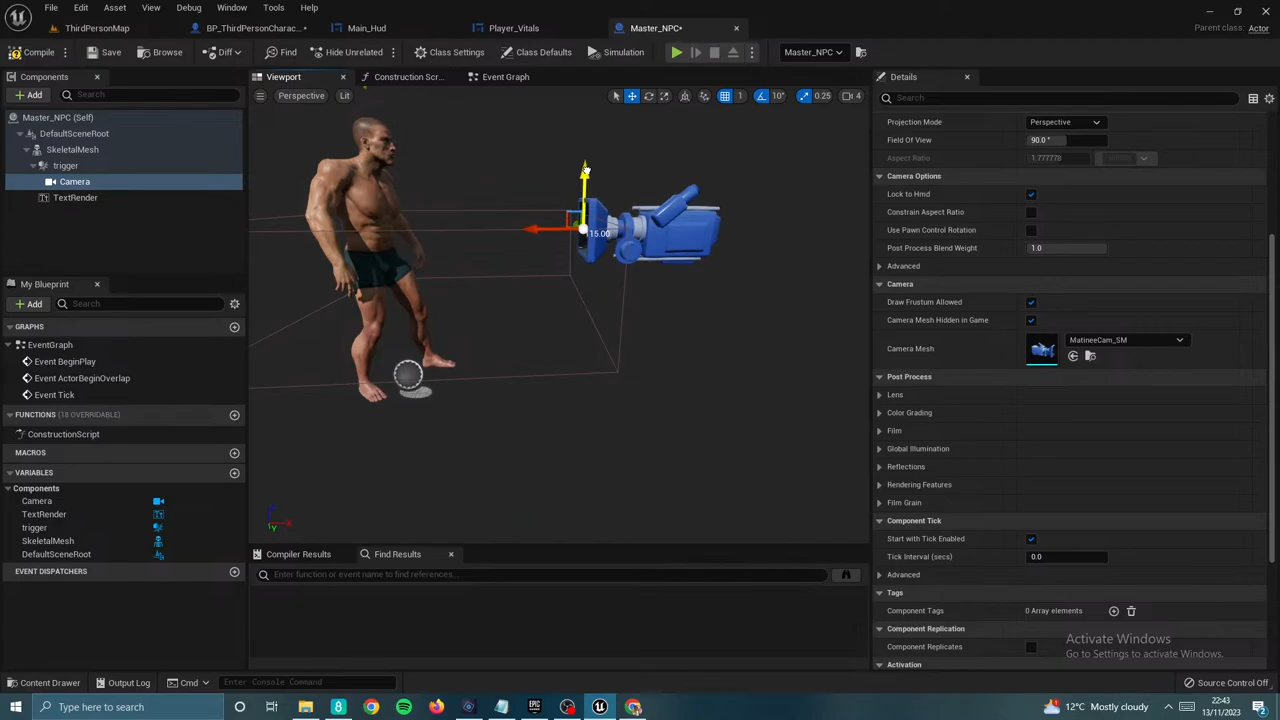 File Edit Asset View Debug Window Tools Help
Parent class: Actor
ThirdPersonMap BP_ThirdPersonCharac...* Main_Hud Player_Vitals Master_NPC*
Compile Save Browse Diff Find Hide Unrelated Class Settings Class Defaults Simulation Master_NPC
Components
Add Search
Master_NPC (Self)
DefaultSceneRoot
SkeletalMesh
trigger
Camera
TextRender
My Blueprint
Add Search
GRAPHS
EventGraph
Event BeginPlay
Event ActorBeginOverlap
Event Tick
FUNCTIONS (18 OVERRIDABLE)
ConstructionScript
MACROS
VARIABLES
Components
Camera
TextRender
trigger
SkeletalMesh
DefaultSceneRoot
EVENT DISPATCHERS
Viewport Construction Scr... Event Graph
Perspective Lit 1 10° 0.25 4
15.00
Z X Y
Compiler Results Find Results
Enter function or event name to find references...
Details
Search
Projection Mode Perspective
Field Of View 90.0 °
Aspect Ratio 1.777778
Camera Options
Lock to Hmd
Constrain Aspect Ratio
Use Pawn Control Rotation
Post Process Blend Weight 1.0
Advanced
Camera
Draw Frustum Allowed
Camera Mesh Hidden in Game
Camera Mesh MatineeCam_SM
Post Process
Lens
Color Grading
Film
Global Illumination
Reflections
Rendering Features
Film Grain
Component Tick
Start with Tick Enabled
Tick Interval (secs) 0.0
Advanced
Tags
Component Tags 0 Array elements
Component Replication
Component Replicates
Activation
Activate Windows
Go to Settings to activate Windows.
Content Drawer Output Log Cmd Enter Console Command Source Control Off
Type here to search 12°C Mostly cloudy 22:43
13/11/2023